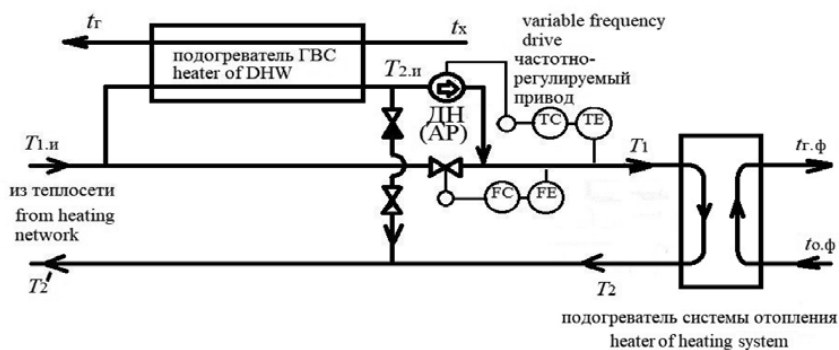 tг
tх
variable frequency
drive
частотно-
регулируемый
привод
подогреватель ГВС
heater of DHW
T2.и
ДН
(АР)
TC
TE
T1.и
T1
tг.ф
из теплосети
from heating
network
FC
FE
T2'
T2
tо.ф
подогреватель системы отопления
heater of heating system